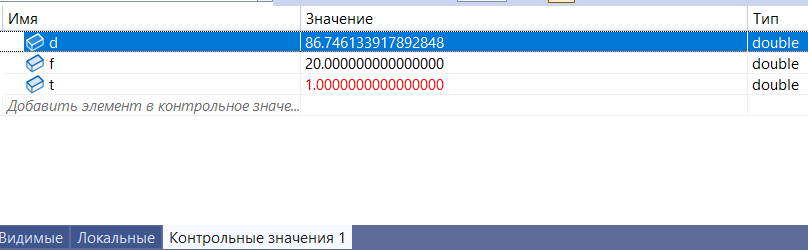 Имя Значение Тип
d 86.746133917892848 double
f 20.000000000000000 double
t 1.0000000000000000 double
Добавить элемент в контрольное значе...
Видимые Локальные Контрольные значения 1